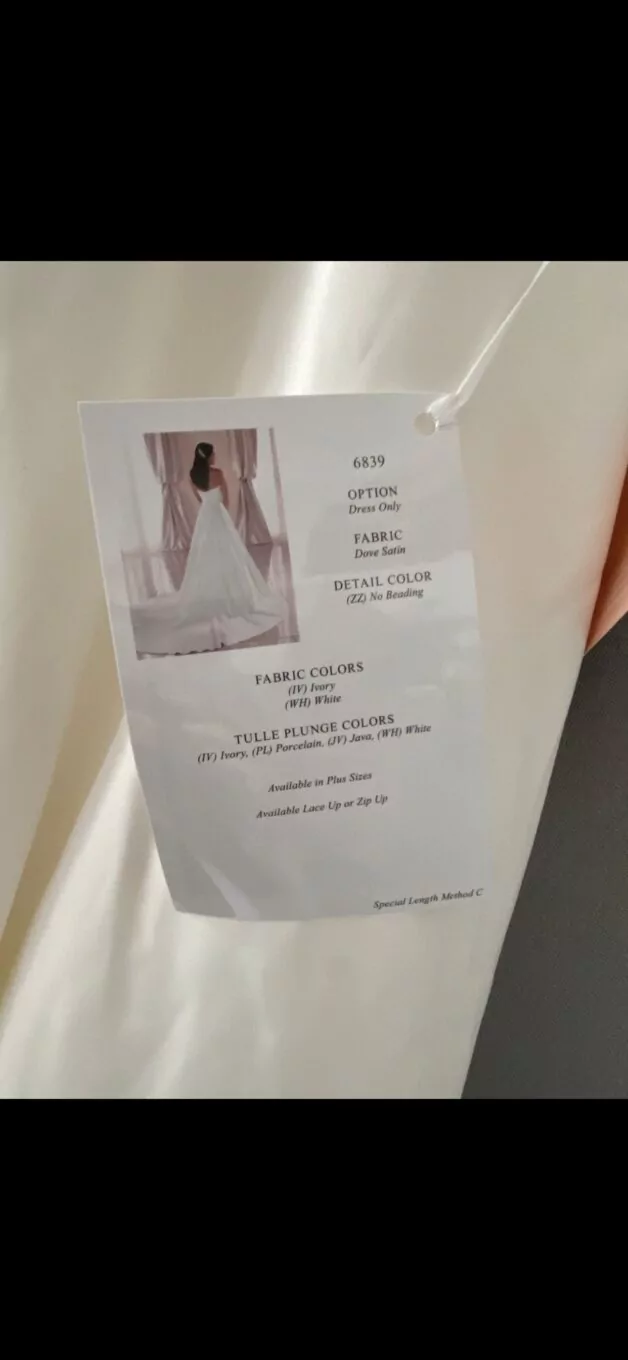 6839
OPTION
Dress Only
FABRIC
Dove Satin
DETAIL COLOR
(ZZ) No Beading
FABRIC COLORS
(IV) Ivory
(WH) White
TULLE PLUNGE COLORS
(IV) Ivory, (PL) Porcelain, (JV) Java, (WH) White
Available in Plus Sizes
Available Lace Up or Zip Up
Special Length Method C